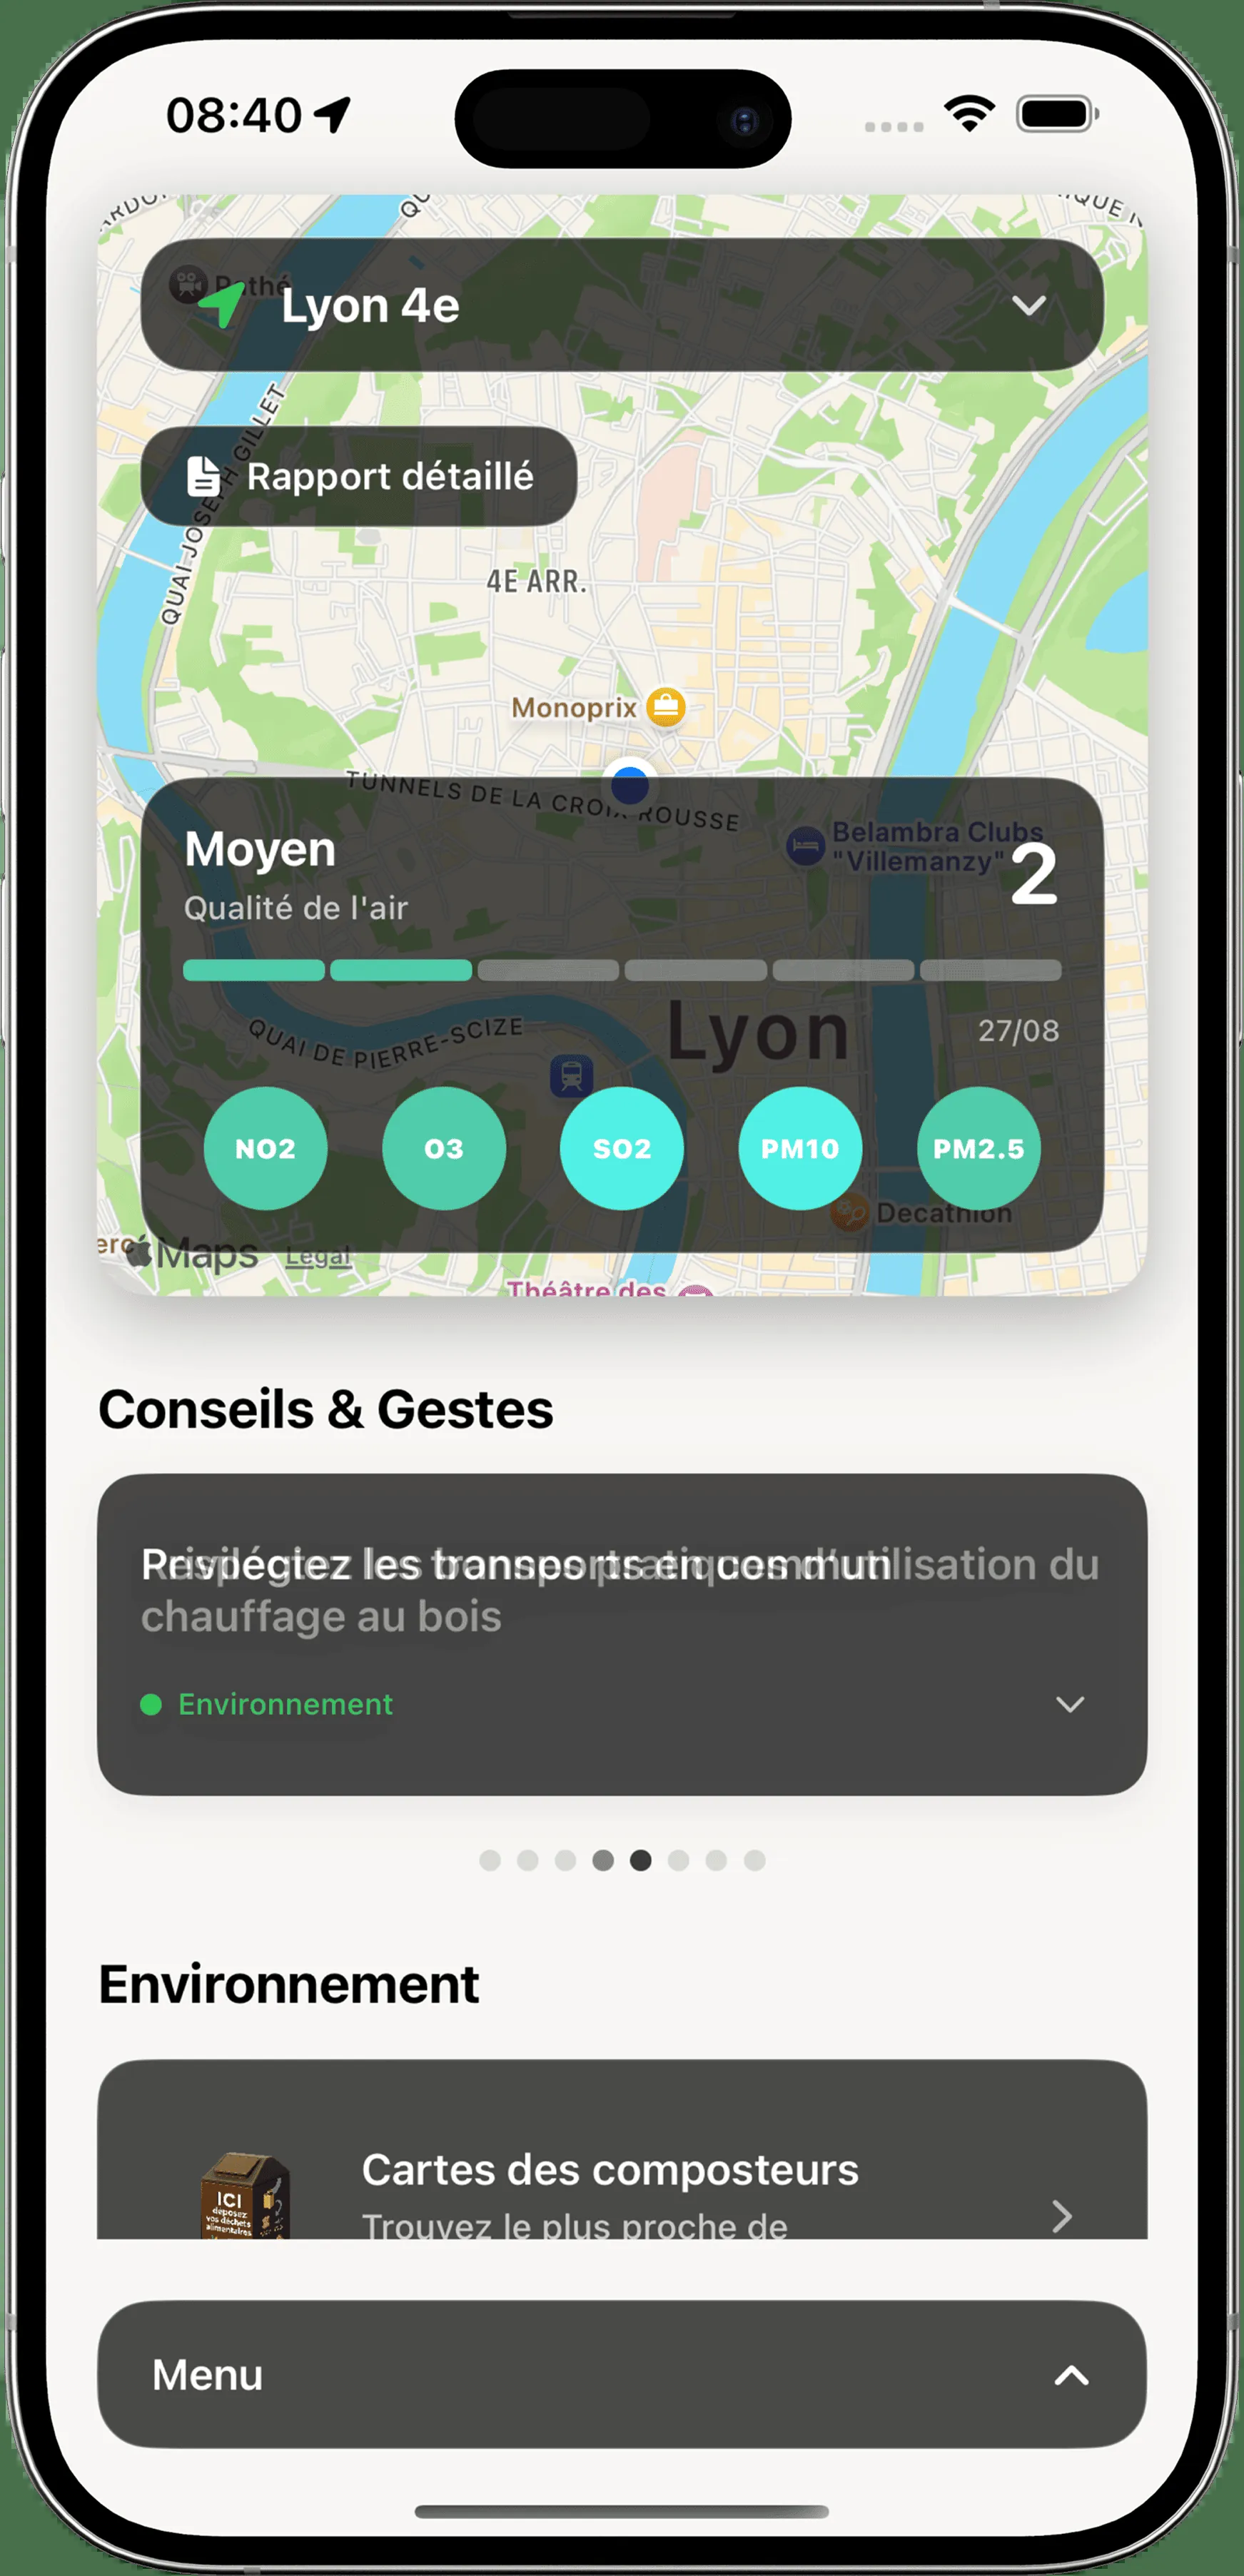 08:40
Pathé
Lyon 4e
Rapport détaillé
QUAI JOSEPH GILLET
4E ARR.
Monoprix
TUNNELS DE LA CROIX-ROUSSE
Moyen
Belambra Clubs
"Villemanzy"
2
Qualité de l'air
QUAI DE PIERRE-SCIZE
Lyon
27/08
NO2 O3 SO2 PM10 PM2.5
Decathlon
Maps Legal
Théâtre des
Conseils & Gestes
Privilégiez les transports en commun
utilisation du
chauffage au bois
Environnement
Environnement
ICI
déposez
vos déchets
alimentaires
Cartes des composteurs
Trouvez le plus proche de
Menu